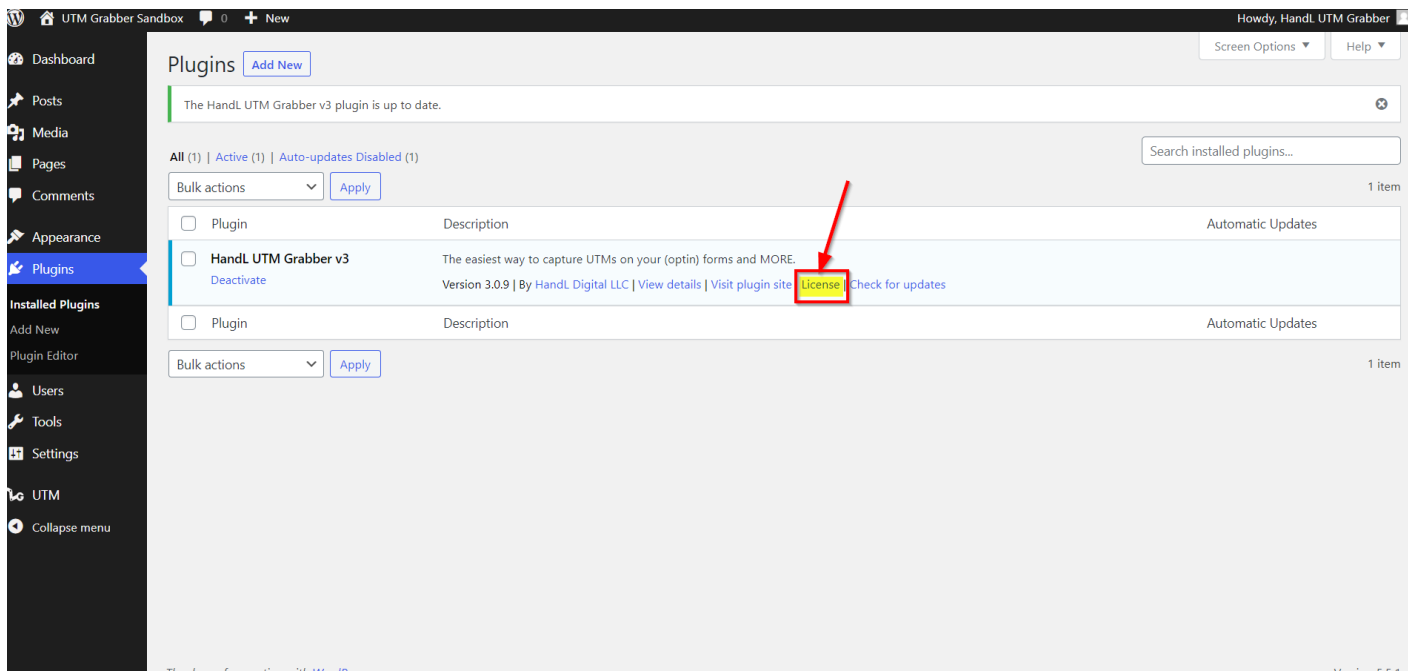 UTM Grabber Sandbox 0 New Howdy, HandL UTM Grabber
Dashboard
Posts
Media
Pages
Comments
Appearance
Plugins
Installed Plugins
Add New
Plugin Editor
Users
Tools
Settings
UTM
Collapse menu
Screen Options ▼ Help ▼
Plugins Add New
The HandL UTM Grabber v3 plugin is up to date.
All (1) | Active (1) | Auto-updates Disabled (1)
Search installed plugins...
Bulk actions Apply 1 item
Plugin Description Automatic Updates
HandL UTM Grabber v3 The easiest way to capture UTMs on your (optin) forms and MORE.
Deactivate Version 3.0.9 | By HandL Digital LLC | View details | Visit plugin site | License | Check for updates
Plugin Description Automatic Updates
Bulk actions Apply 1 item